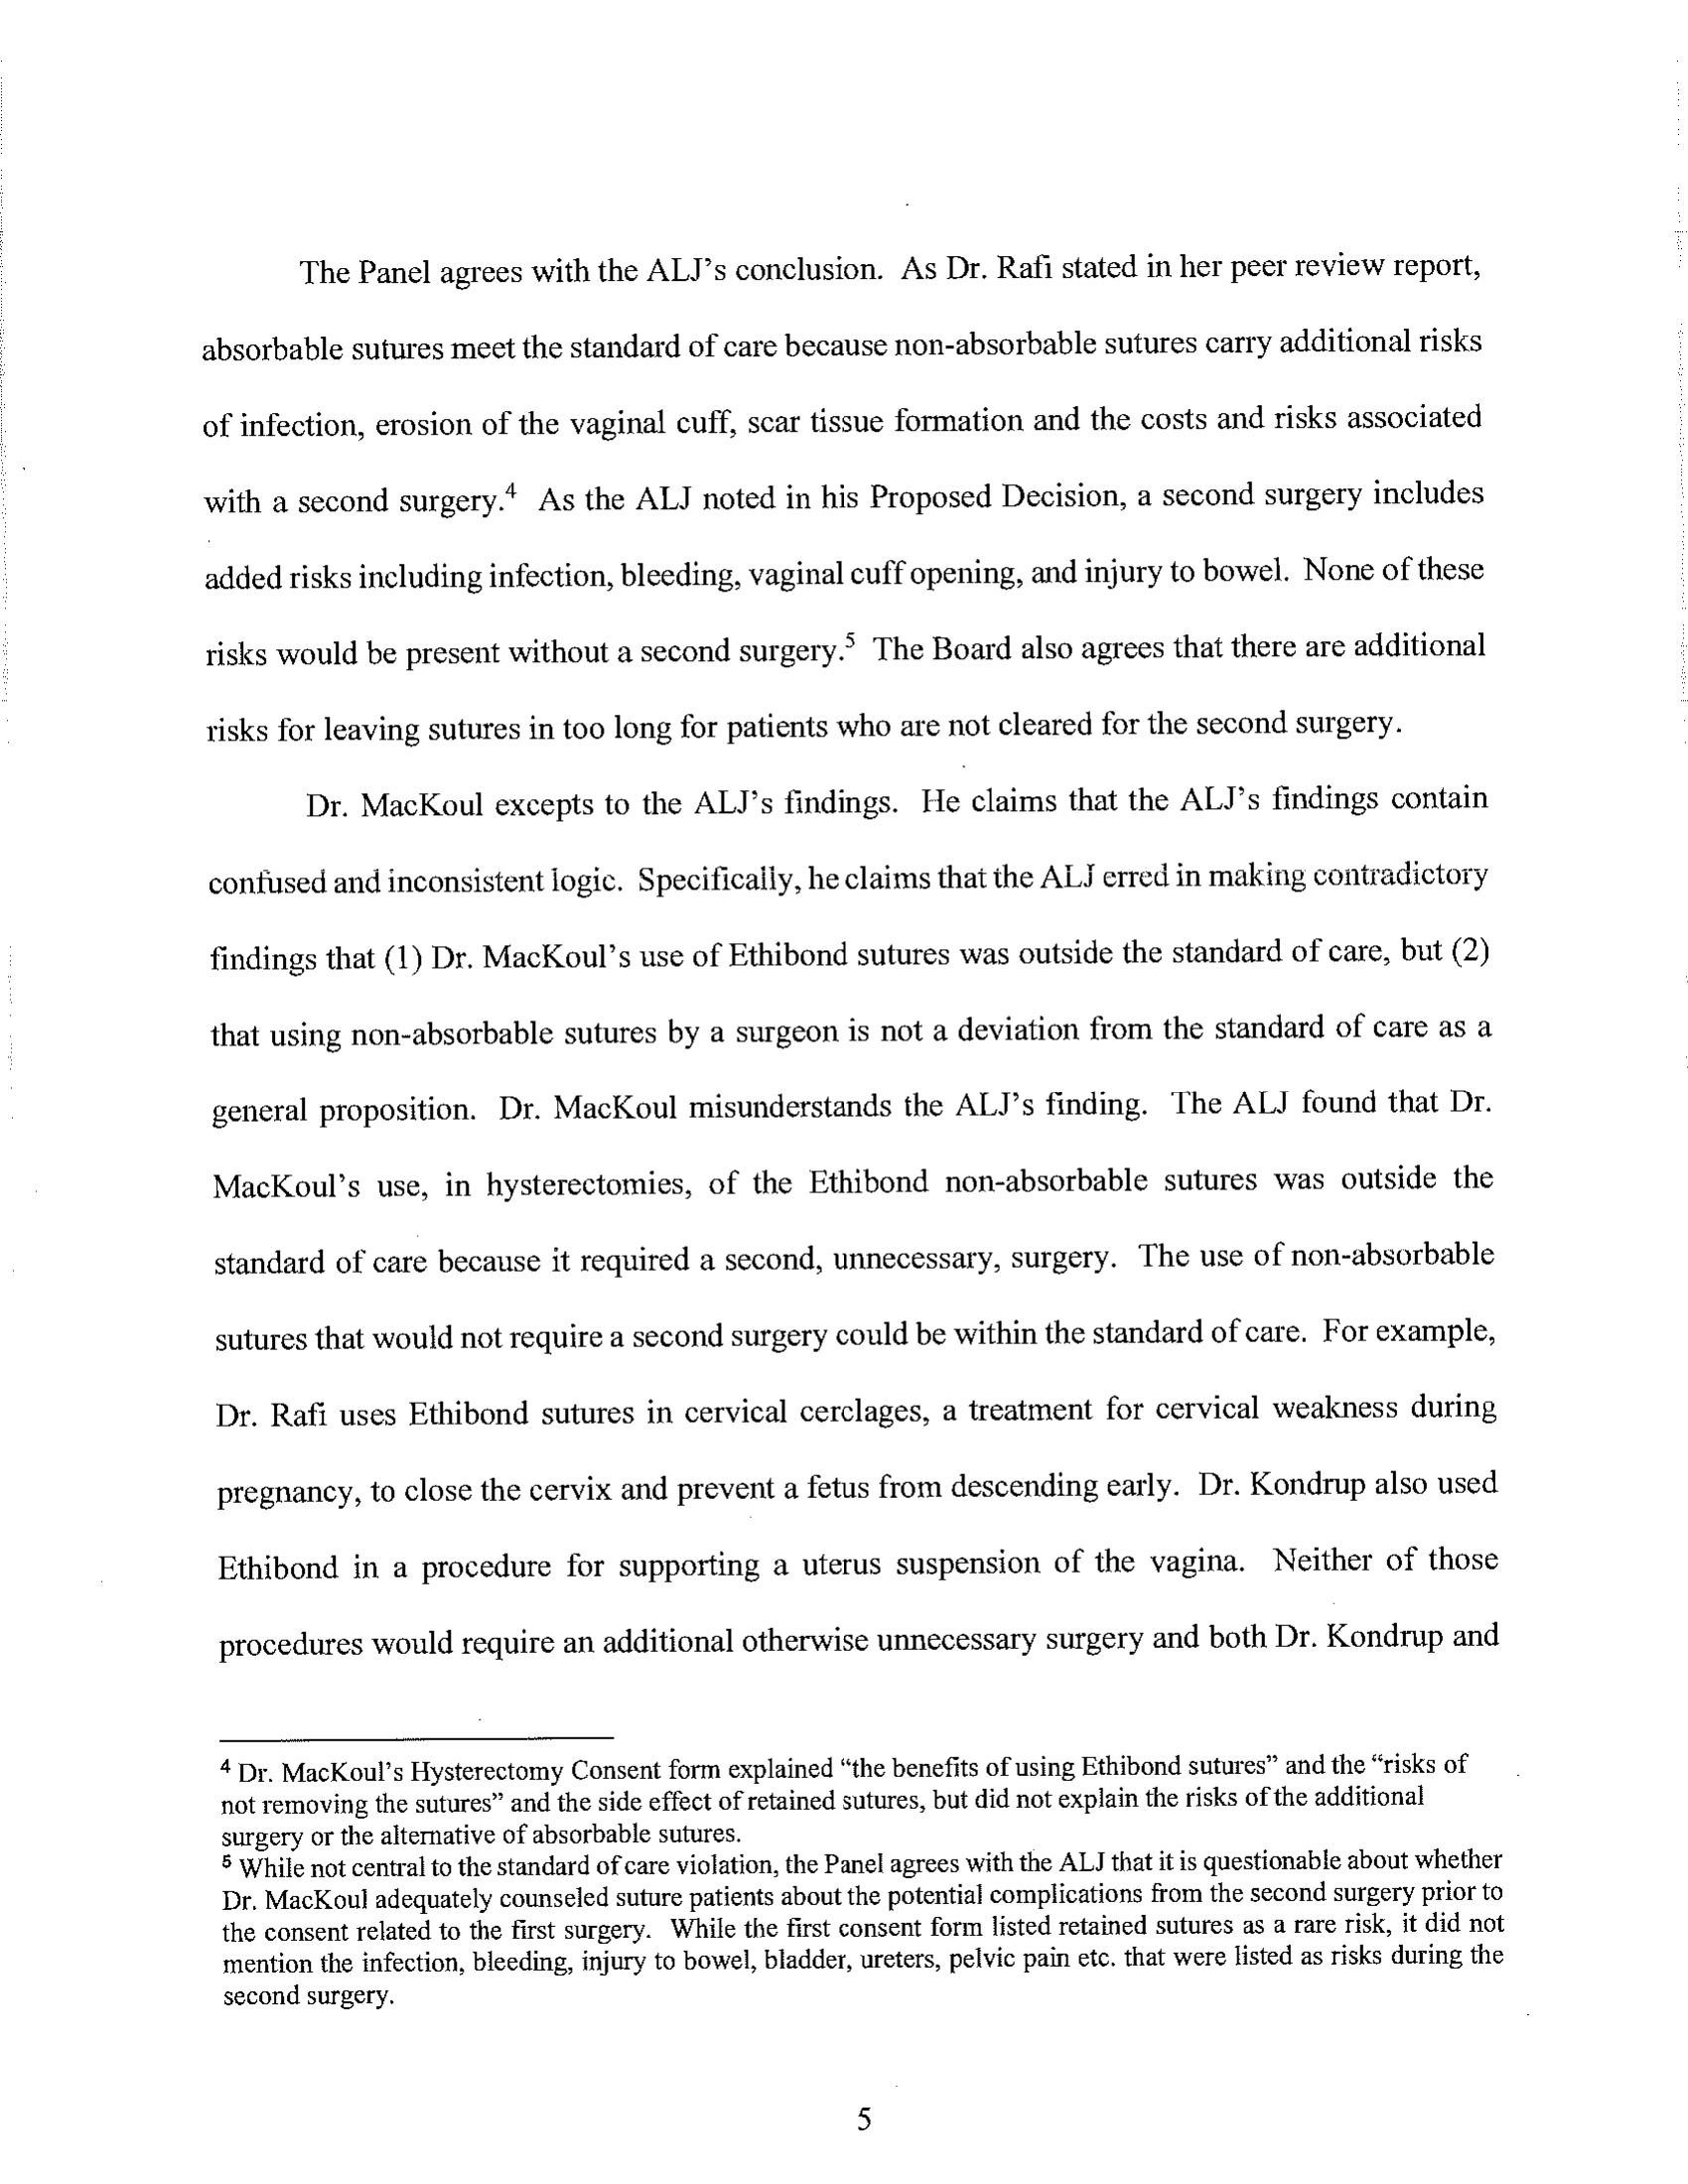 The Panel agrees with the ALJ's conclusion. As Dr. Rafi stated in her peer review report,
absorbable sutures meet the standard of care because non-absorbable sutures carry additional risks
of infection, erosion of the vaginal cuff, scar tissue formation and the costs and risks associated
with a second surgery.4 As the ALJ noted in his Proposed Decision, a second surgery includes
added risks including infection, bleeding, vaginal cuff opening, and injury to bowel. None of these
risks would be present without a second surgery.5 The Board also agrees that there are additional
risks for leaving sutures in too long for patients who are not cleared for the second surgery.
Dr. MacKoul excepts to the ALJ's findings. He claims that the ALJ's findings contain
confused and inconsistent logic. Specifically, he claims that the ALJ erred in making contradictory
findings that (1) Dr. MacKoul's use of Ethibond sutures was outside the standard of care, but (2)
that using non-absorbable sutures by a surgeon is not a deviation from the standard of care as a
general proposition. Dr. MacKoul misunderstands the ALJ's finding. The ALJ found that Dr.
MacKoul's use, in hysterectomies, of the Ethibond non-absorbable sutures was outside the
standard of care because it required a second, unnecessary, surgery. The use of non-absorbable
sutures that would not require a second surgery could be within the standard of care. For example,
Dr. Rafi uses Ethibond sutures in cervical cerclages, a treatment for cervical weakness during
pregnancy, to close the cervix and prevent a fetus from descending early. Dr. Kondrup also used
Ethibond in a procedure for supporting a uterus suspension of the vagina. Neither of those
procedures would require an additional otherwise unnecessary surgery and both Dr. Kondrup and
4 Dr. MacKoul's Hysterectomy Consent form explained "the benefits of using Ethibond sutures" and the "risks of
not removing the sutures" and the side effect of retained sutures, but did not explain the risks of the additional
surgery or the alternative of absorbable sutures.
5 While not central to the standard of care violation, the Panel agrees with the ALJ that it is questionable about whether
Dr. MacKoul adequately counseled suture patients about the potential complications from the second surgery prior to
the consent related to the first surgery. While the first consent form listed retained sutures as a rare risk, it did not
mention the infection, bleeding, injury to bowel, bladder, ureters, pelvic pain etc. that were listed as risks during the
second surgery.
5